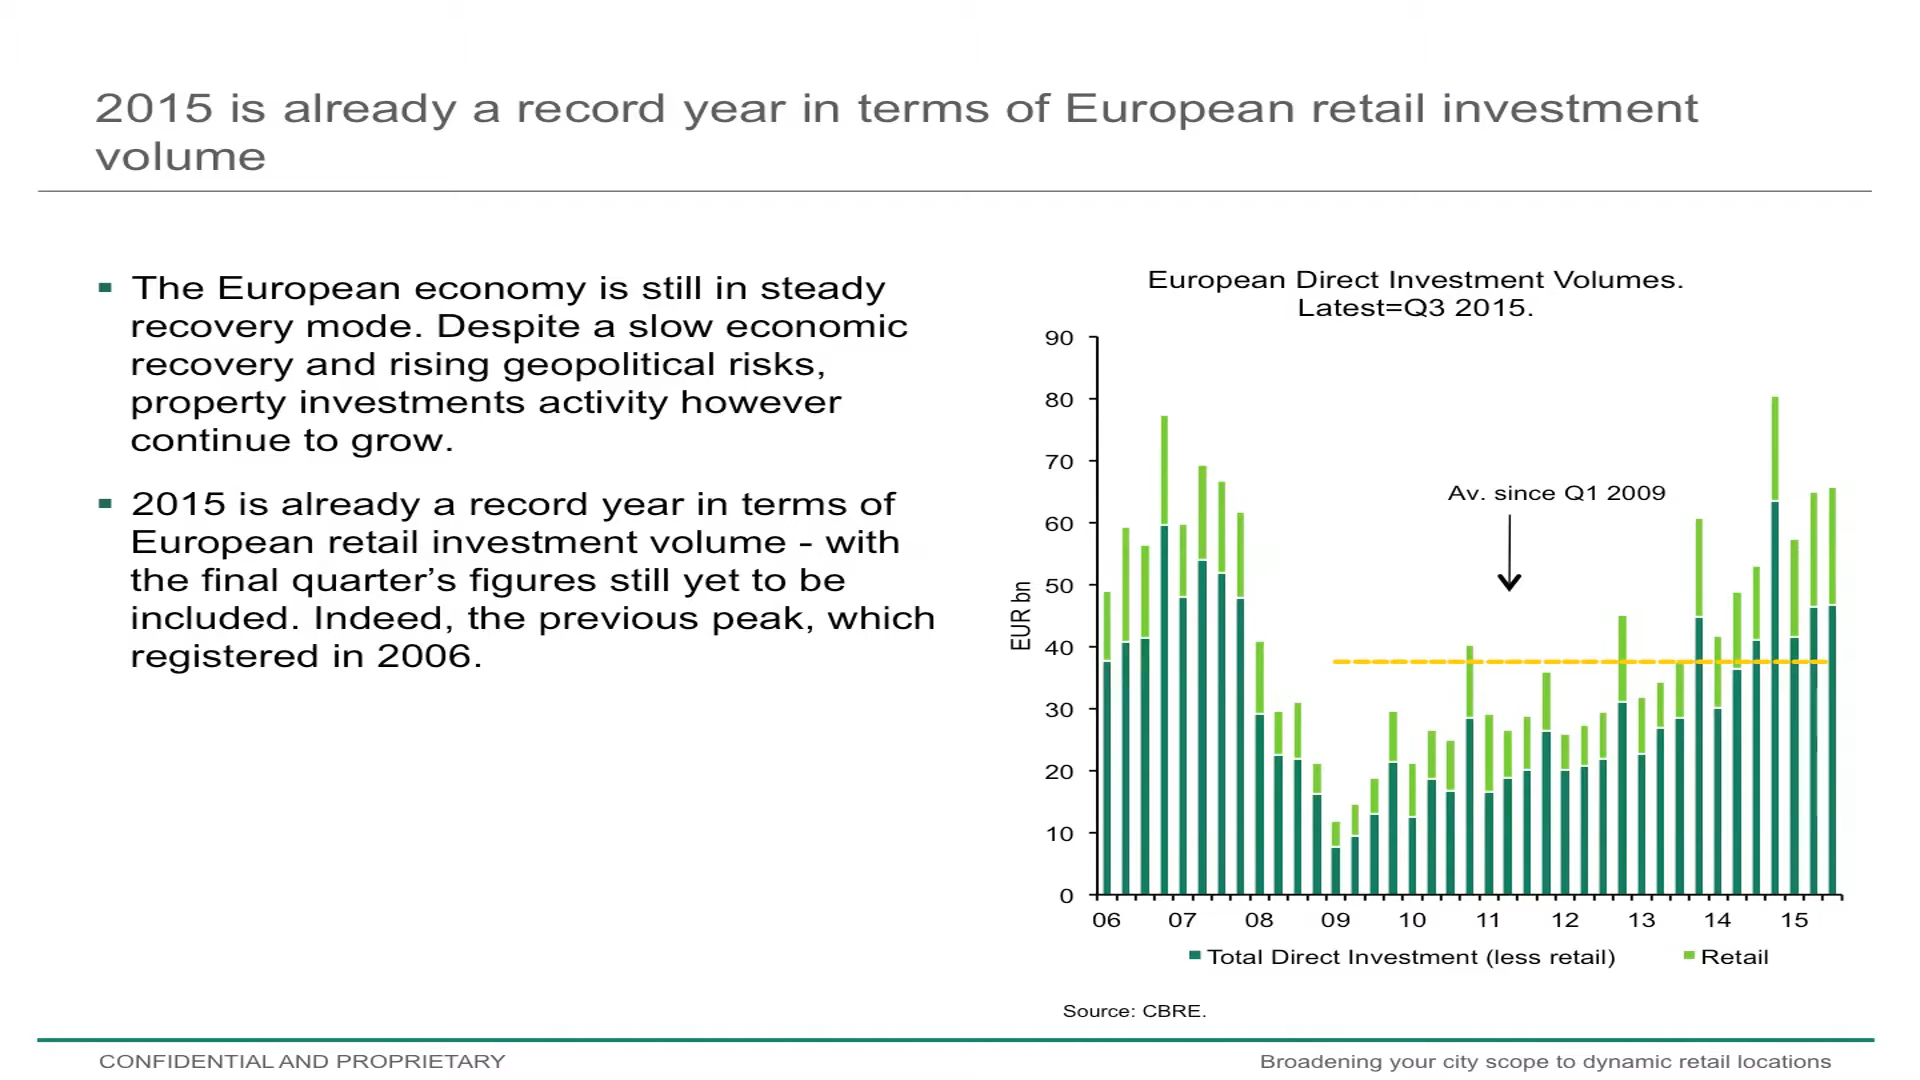 2015 is already a record year in terms of European retail investment
volume
▪ The European economy is still in steady
recovery mode. Despite a slow economic
recovery and rising geopolitical risks,
property investments activity however
continue to grow.
▪ 2015 is already a record year in terms of
European retail investment volume - with
the final quarter’s figures still yet to be
included. Indeed, the previous peak, which
registered in 2006.
European Direct Investment Volumes.
Latest=Q3 2015.
90
80
70
60
50
40
30
20
10
0
EUR bn
Av. since Q1 2009
06 07 08 09 10 11 12 13 14 15
Total Direct Investment (less retail) Retail
Source: CBRE.
CONFIDENTIAL AND PROPRIETARY
Broadening your city scope to dynamic retail locations